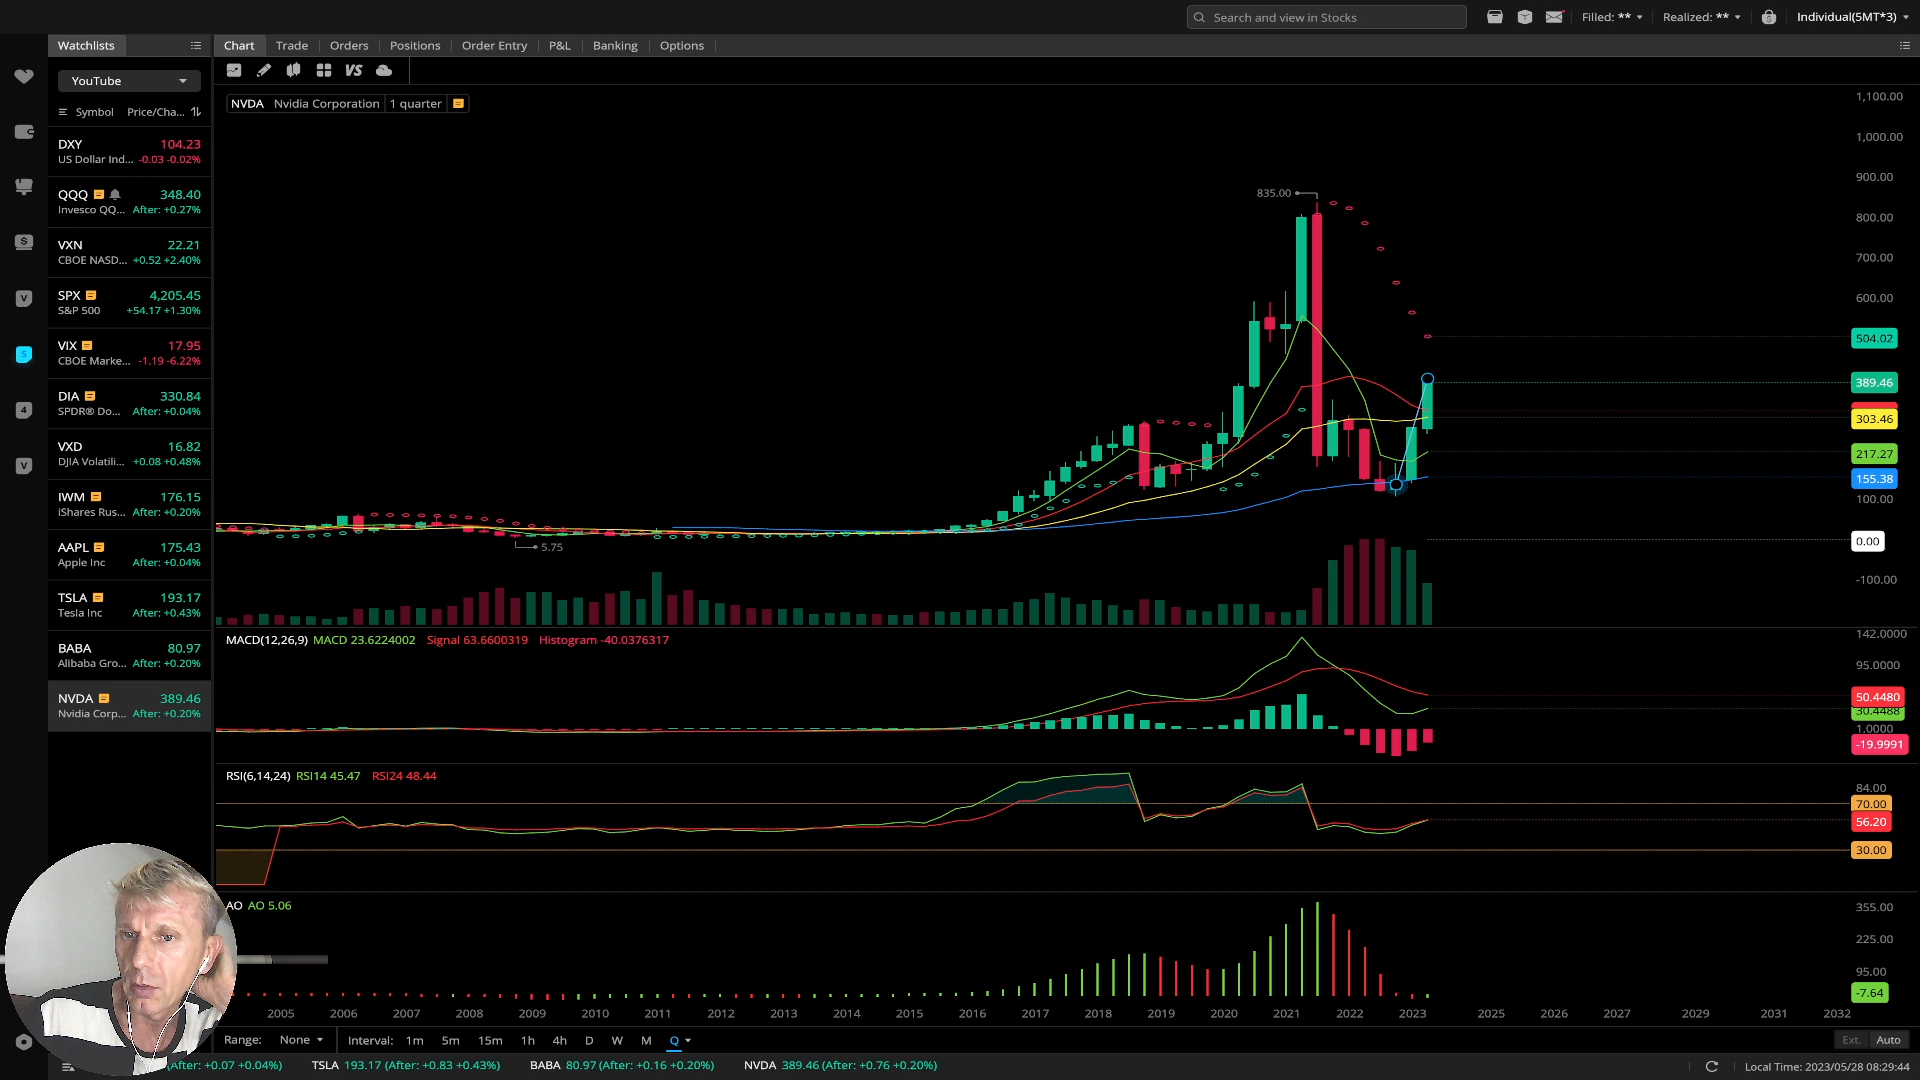 Search and view in Stocks
Filled: **
Realized: **
Individual(5MT*3)
Watchlists
Chart Trade Orders Positions Order Entry P&L Banking Options
YouTube
VS
Symbol Price/Cha...
NVDA Nvidia Corporation 1 quarter
DXY 104.23
US Dollar Ind... -0.03 -0.02%
QQQ 348.40
Invesco QQ... After: +0.27%
VXN 22.21
CBOE NASD... +0.52 +2.40%
SPX 4,205.45
S&P 500 +54.17 +1.30%
VIX 17.95
CBOE Marke... -1.19 -6.22%
DIA 330.84
SPDR® Do... After: +0.04%
VXD 16.82
DJIA Volatili... +0.08 +0.48%
IWM 176.15
iShares Rus... After: +0.20%
AAPL 175.43
Apple Inc After: +0.04%
TSLA 193.17
Tesla Inc After: +0.43%
BABA 80.97
Alibaba Gro... After: +0.20%
NVDA 389.46
Nvidia Corp... After: +0.20%
835.00
5.75
1,100.00
1,000.00
900.00
800.00
700.00
600.00
504.02
389.46
303.46
217.27
155.38
100.00
0.00
-100.00
MACD(12,26,9) MACD 23.6224002 Signal 63.6600319 Histogram -40.0376317
142.0000
95.0000
50.4480
30.4488
1.0000
-19.9991
RSI(6,14,24) RSI14 45.47 RSI24 48.44
84.00
70.00
56.20
30.00
AO AO 5.06
355.00
225.00
95.00
-7.64
2005 2006 2007 2008 2009 2010 2011 2012 2013 2014 2015 2016 2017 2018 2019 2020 2021 2022 2023 2025 2026 2027 2029 2031 2032
Range: None Interval: 1m 5m 15m 1h 4h D W M Q Ext. Auto
(After: +0.07 +0.04%) TSLA 193.17 (After: +0.83 +0.43%) BABA 80.97 (After: +0.16 +0.20%) NVDA 389.46 (After: +0.76 +0.20%) Local Time: 2023/05/28 08:29:44